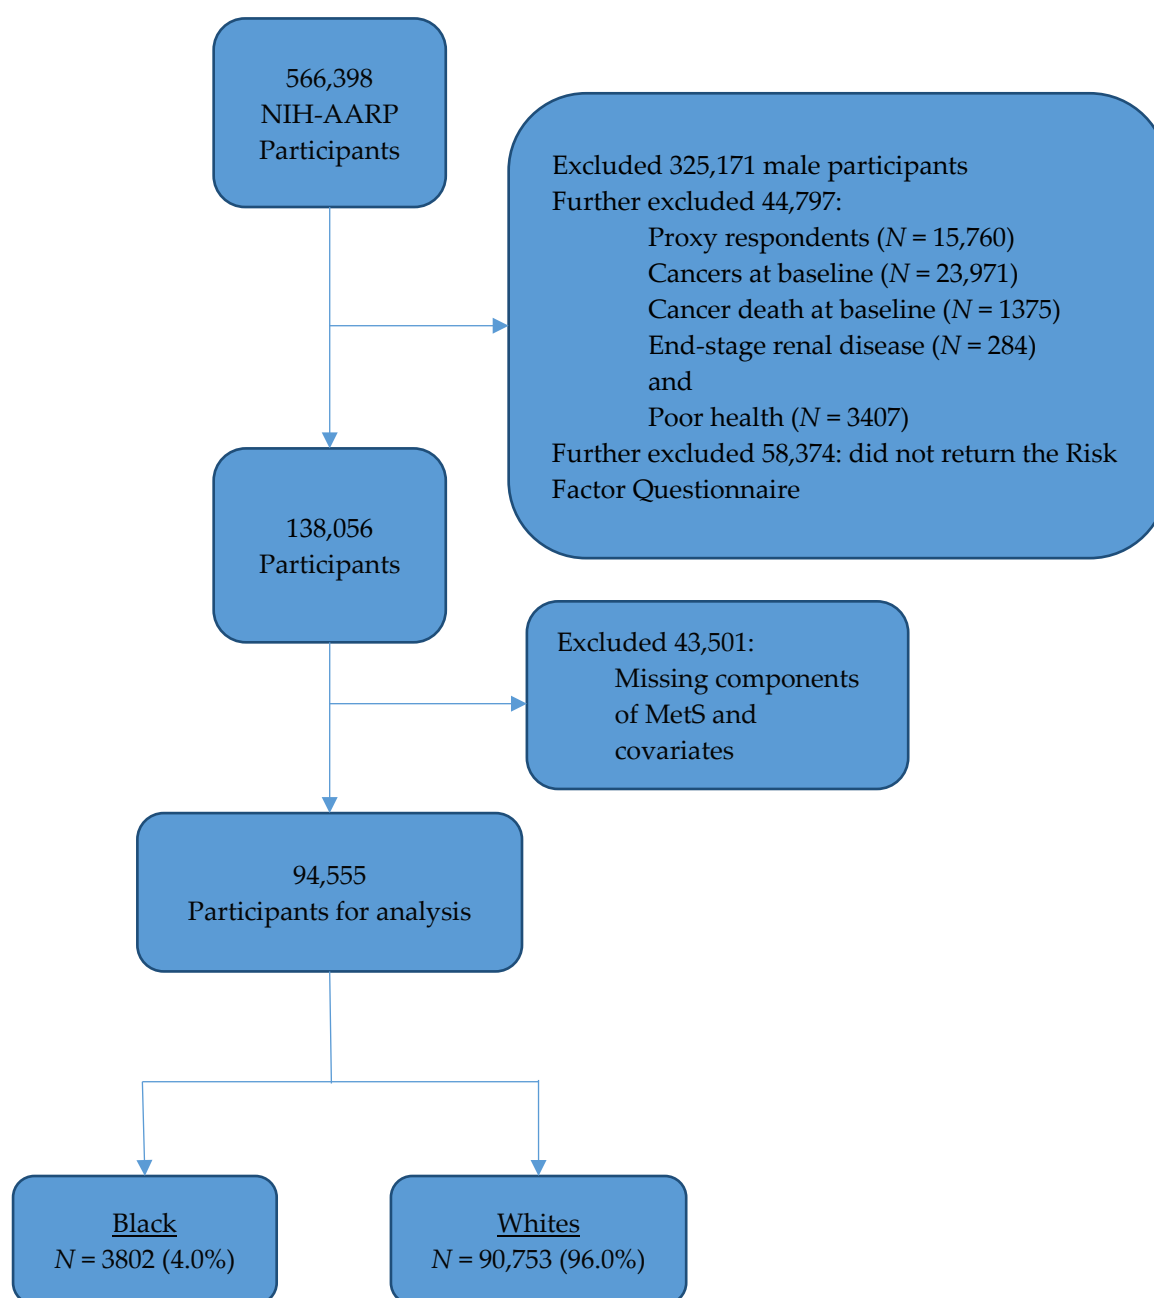 566,398
NIH-AARP
Participants
Excluded 325,171 male participants
Further excluded 44,797:
Proxy respondents (N = 15,760)
Cancers at baseline (N = 23,971)
Cancer death at baseline (N = 1375)
End-stage renal disease (N = 284)
and
Poor health (N = 3407)
Further excluded 58,374: did not return the Risk
Factor Questionnaire
138,056
Participants
Excluded 43,501:
Missing components
of MetS and
covariates
94,555
Participants for analysis
Black
N = 3802 (4.0%)
Whites
N = 90,753 (96.0%)